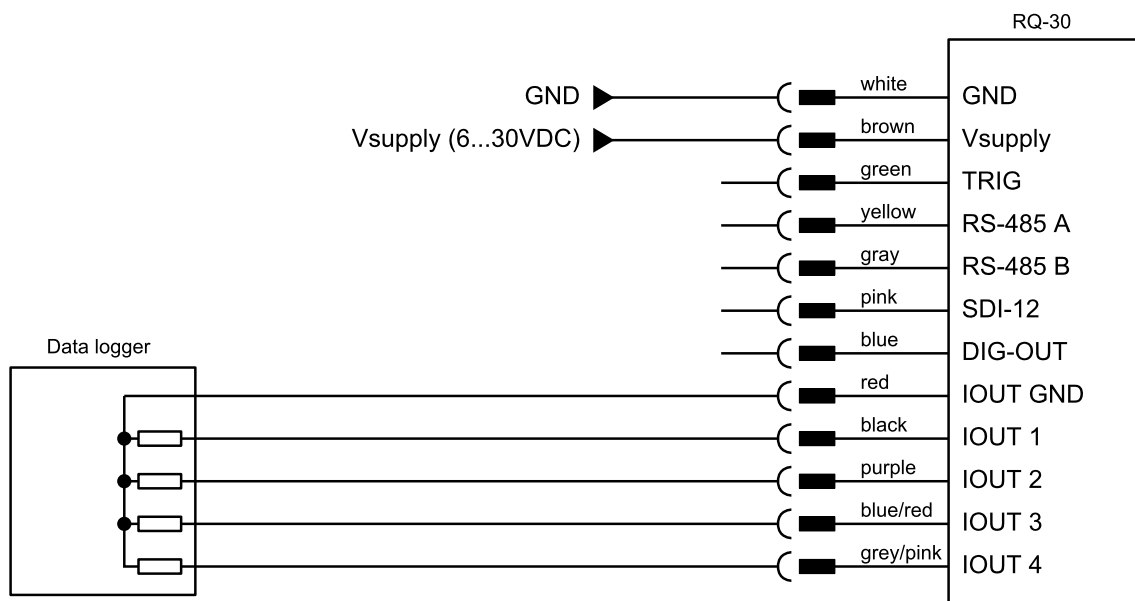 RQ-30
GND white GND
Vsupply (6...30VDC) brown Vsupply
green TRIG
yellow RS-485 A
gray RS-485 B
pink SDI-12
Data logger
blue DIG-OUT
red IOUT GND
black IOUT 1
purple IOUT 2
blue/red IOUT 3
grey/pink IOUT 4